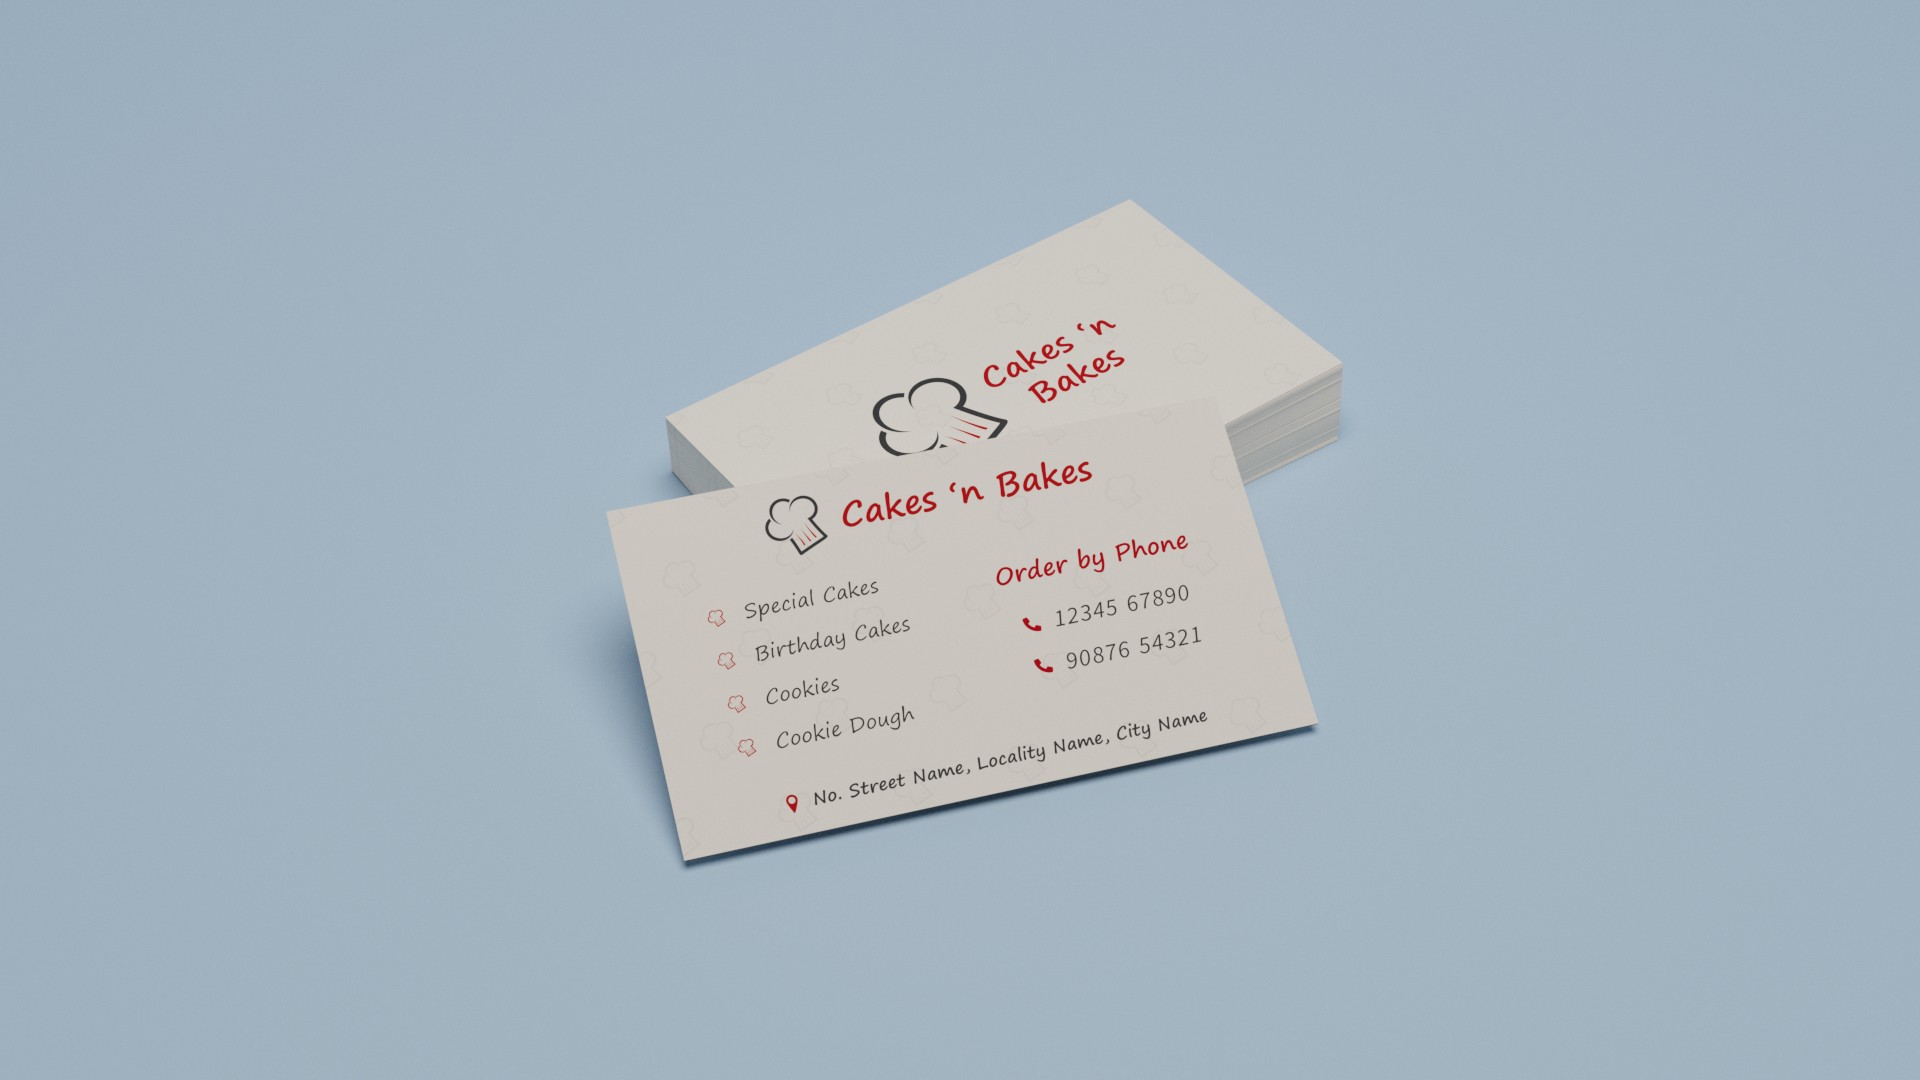 Cakes ‘n
Bakes
Cakes ‘n Bakes
Special Cakes
Birthday Cakes
Cookies
Cookie Dough
Order by Phone
12345 67890
90876 54321
No. Street Name, Locality Name, City Name